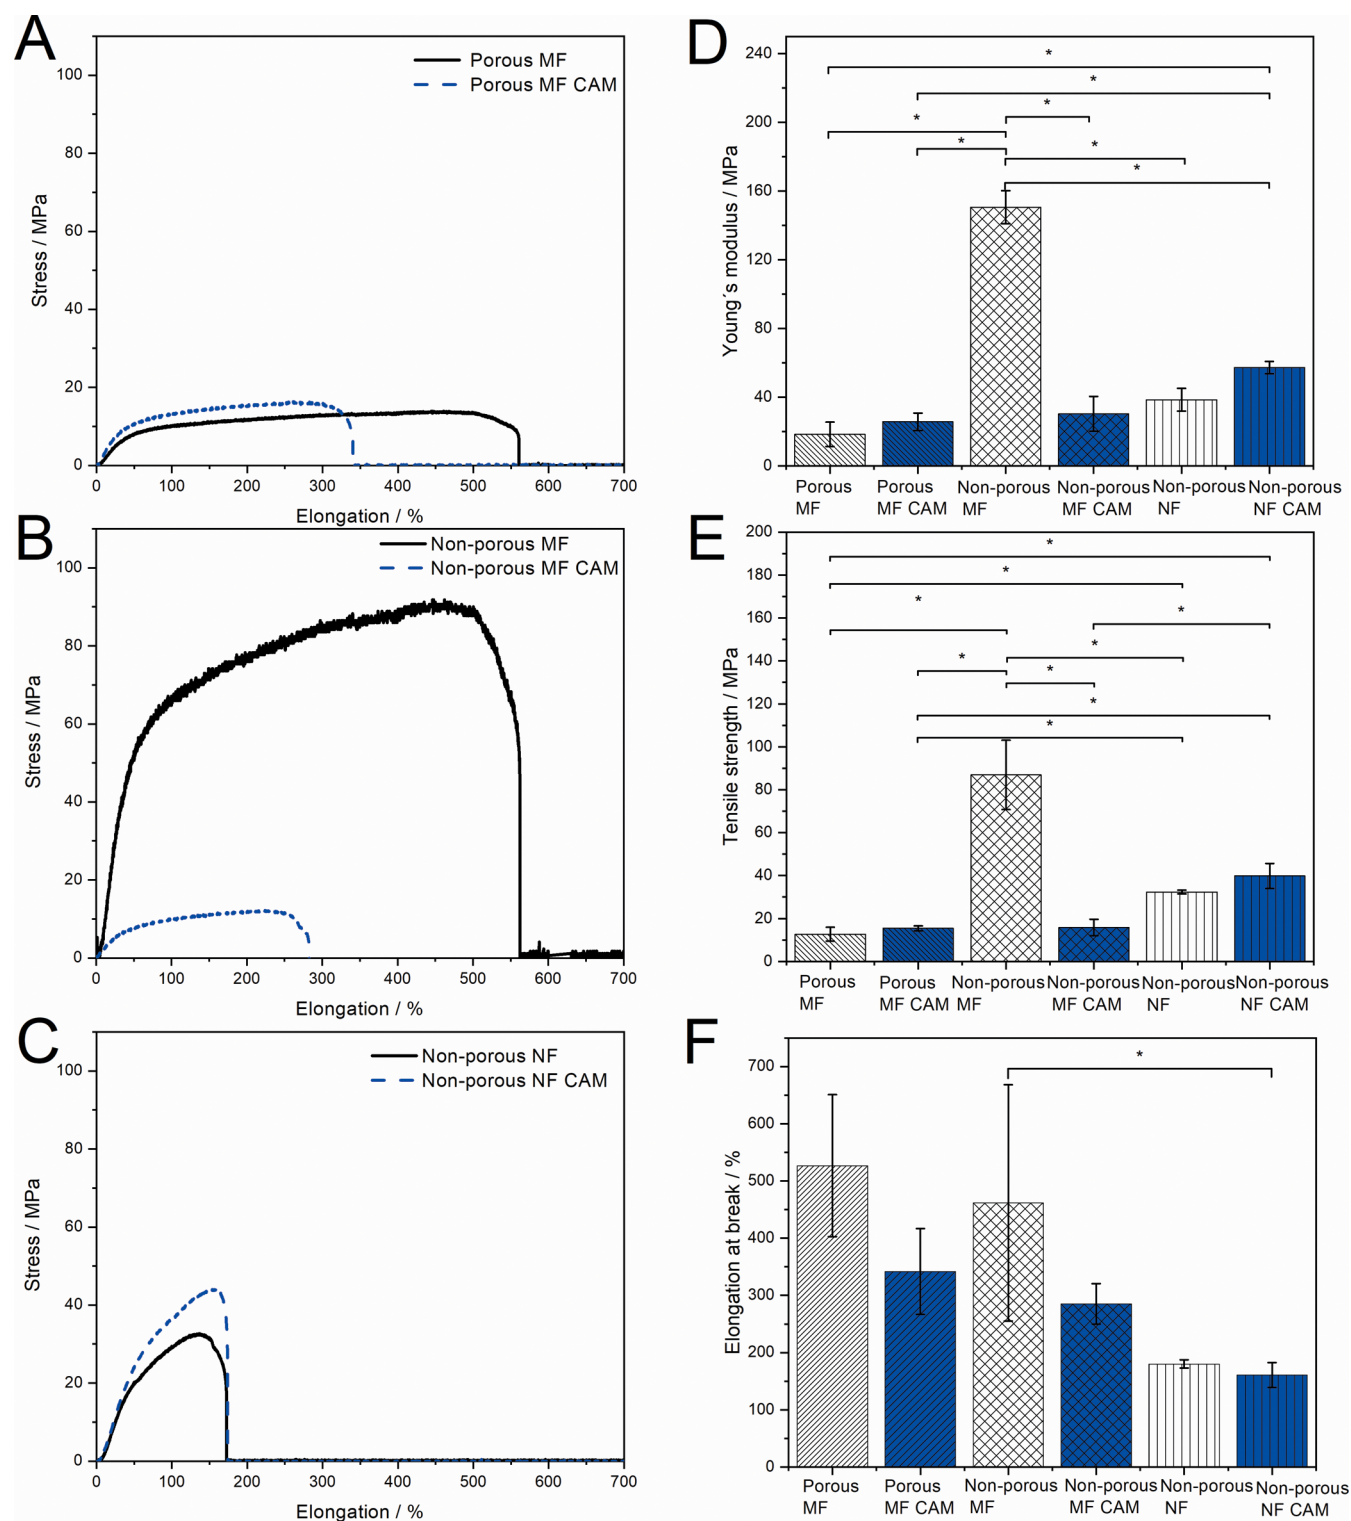 A
Porous MF
Porous MF CAM
100
80
60
40
20
0
Stress / MPa
0 100 200 300 400 500 600 700
Elongation / %
B
Non-porous MF
Non-porous MF CAM
100
80
60
40
20
0
Stress / MPa
0 100 200 300 400 500 600 700
Elongation / %
C
Non-porous NF
Non-porous NF CAM
100
80
60
40
20
0
Stress / MPa
0 100 200 300 400 500 600 700
Elongation / %
D
240
200
160
120
80
40
0
Young´s modulus / MPa
*
*
*
*
*
*
*
Porous Porous Non-porous Non-porous Non-porous Non-porous
MF MF CAM MF MF CAM NF NF CAM
E
200
180
160
140
120
100
80
60
40
20
0
Tensile strength / MPa
*
*
*
*
*
*
*
*
*
Porous Porous Non-porous Non-porous Non-porous Non-porous
MF MF CAM MF MF CAM NF NF CAM
F
700
600
500
400
300
200
100
0
Elongation at break / %
*
Porous Porous Non-porous Non-porous Non-porous Non-porous
MF MF CAM MF MF CAM NF NF CAM